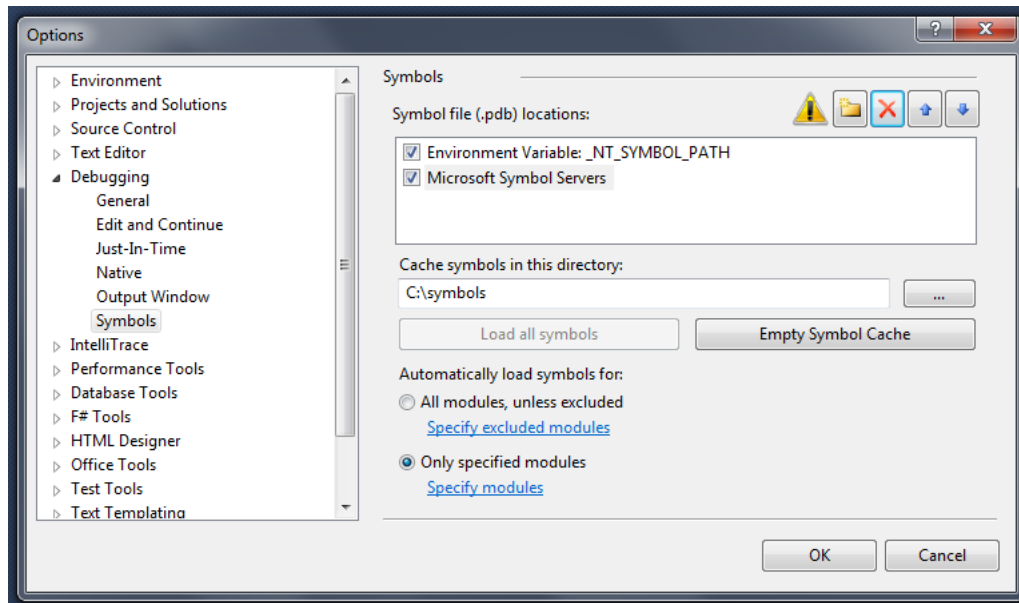 Options
?
X
Environment
Projects and Solutions
Source Control
Text Editor
Debugging
General
Edit and Continue
Just-In-Time
Native
Output Window
Symbols
IntelliTrace
Performance Tools
Database Tools
F# Tools
HTML Designer
Office Tools
Test Tools
Text Templating
Symbols
Symbol file (.pdb) locations:
Environment Variable: _NT_SYMBOL_PATH
Microsoft Symbol Servers
Cache symbols in this directory:
C:\symbols
...
Load all symbols
Empty Symbol Cache
Automatically load symbols for:
All modules, unless excluded
Specify excluded modules
Only specified modules
Specify modules
OK
Cancel